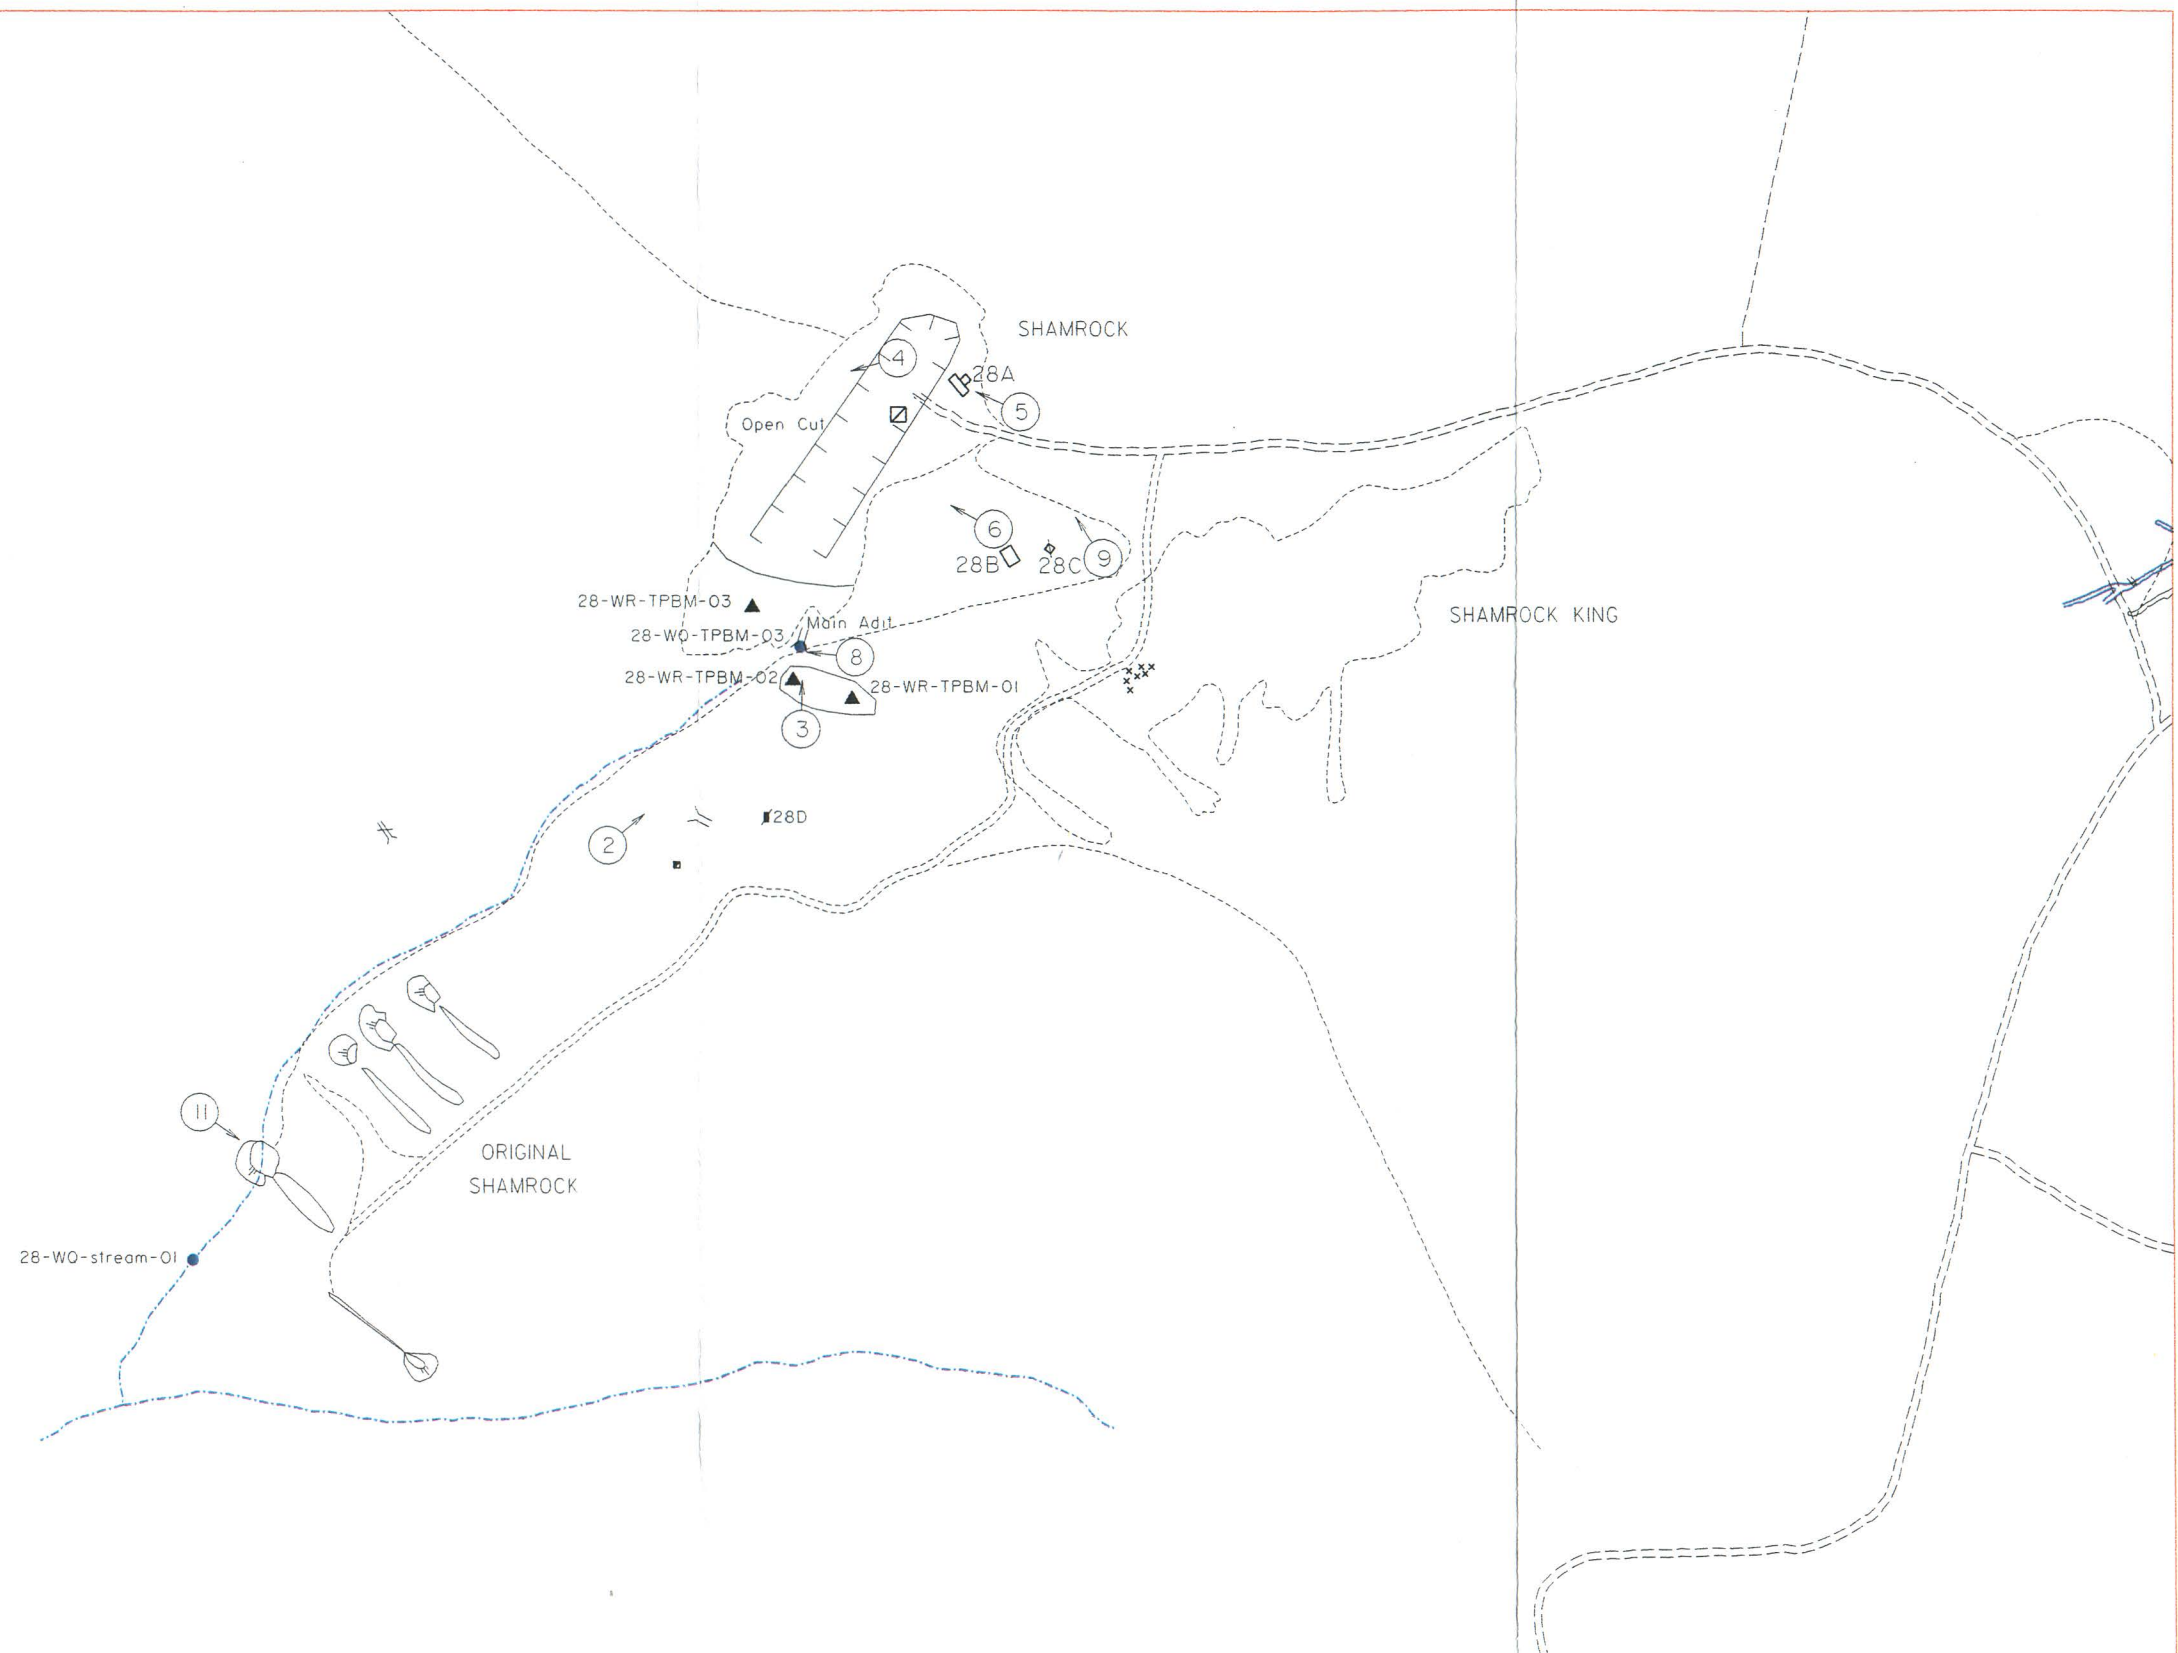 SHAMROCK
4
28A
5
Open Cut
6
28B
28C
9
28-WR-TPBM-03
SHAMROCK KING
Main Adit
28-WQ-TPBM-03
8
28-WR-TPBM-02
28-WR-TPBM-01
3
28D
2
11
ORIGINAL
SHAMROCK
28-WQ-stream-01